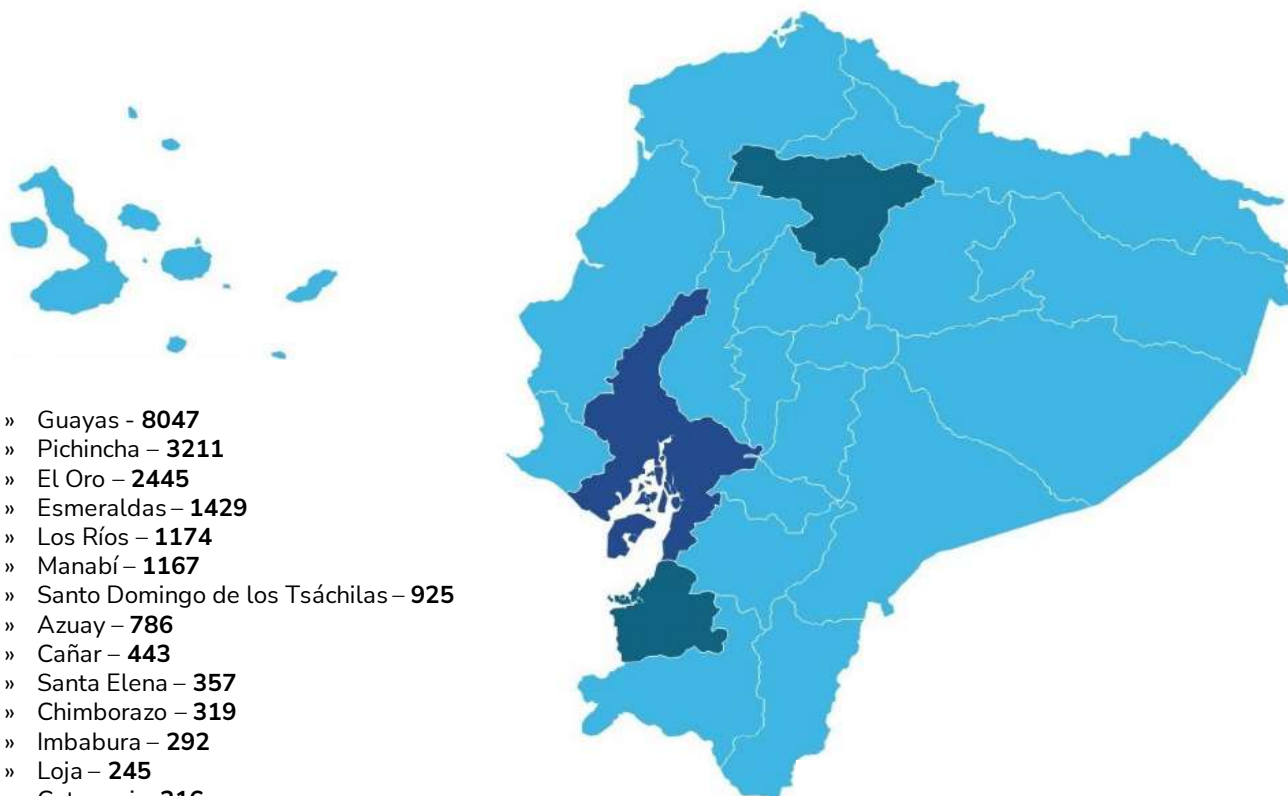 » Guayas - 8047
» Pichincha – 3211
» El Oro – 2445
» Esmeraldas – 1429
» Los Ríos – 1174
» Manabí – 1167
» Santo Domingo de los Tsáchilas – 925
» Azuay – 786
» Cañar – 443
» Santa Elena – 357
» Chimborazo – 319
» Imbabura – 292
» Loja – 245